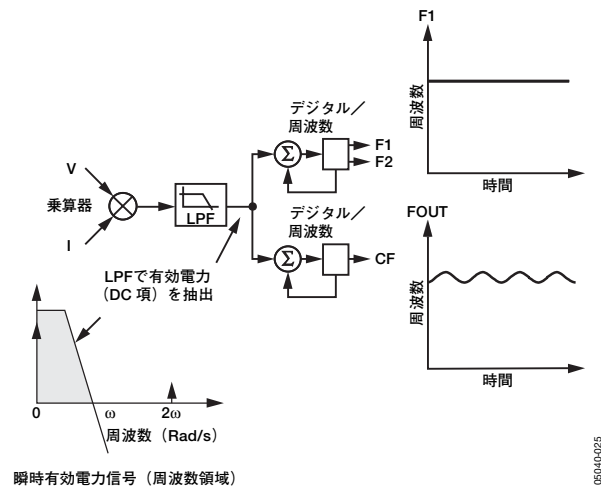 F1
周波数
時間
デジタル／
周波数
Σ
F1
F2
V
乗算器
I
LPF
デジタル／
周波数
Σ
CF
FOUT
周波数
時間
LPFで有効電力
（DC 項）を抽出
0
ω
2ω
周波数（Rad/s）
瞬時有効電力信号（周波数領域）
05040-025